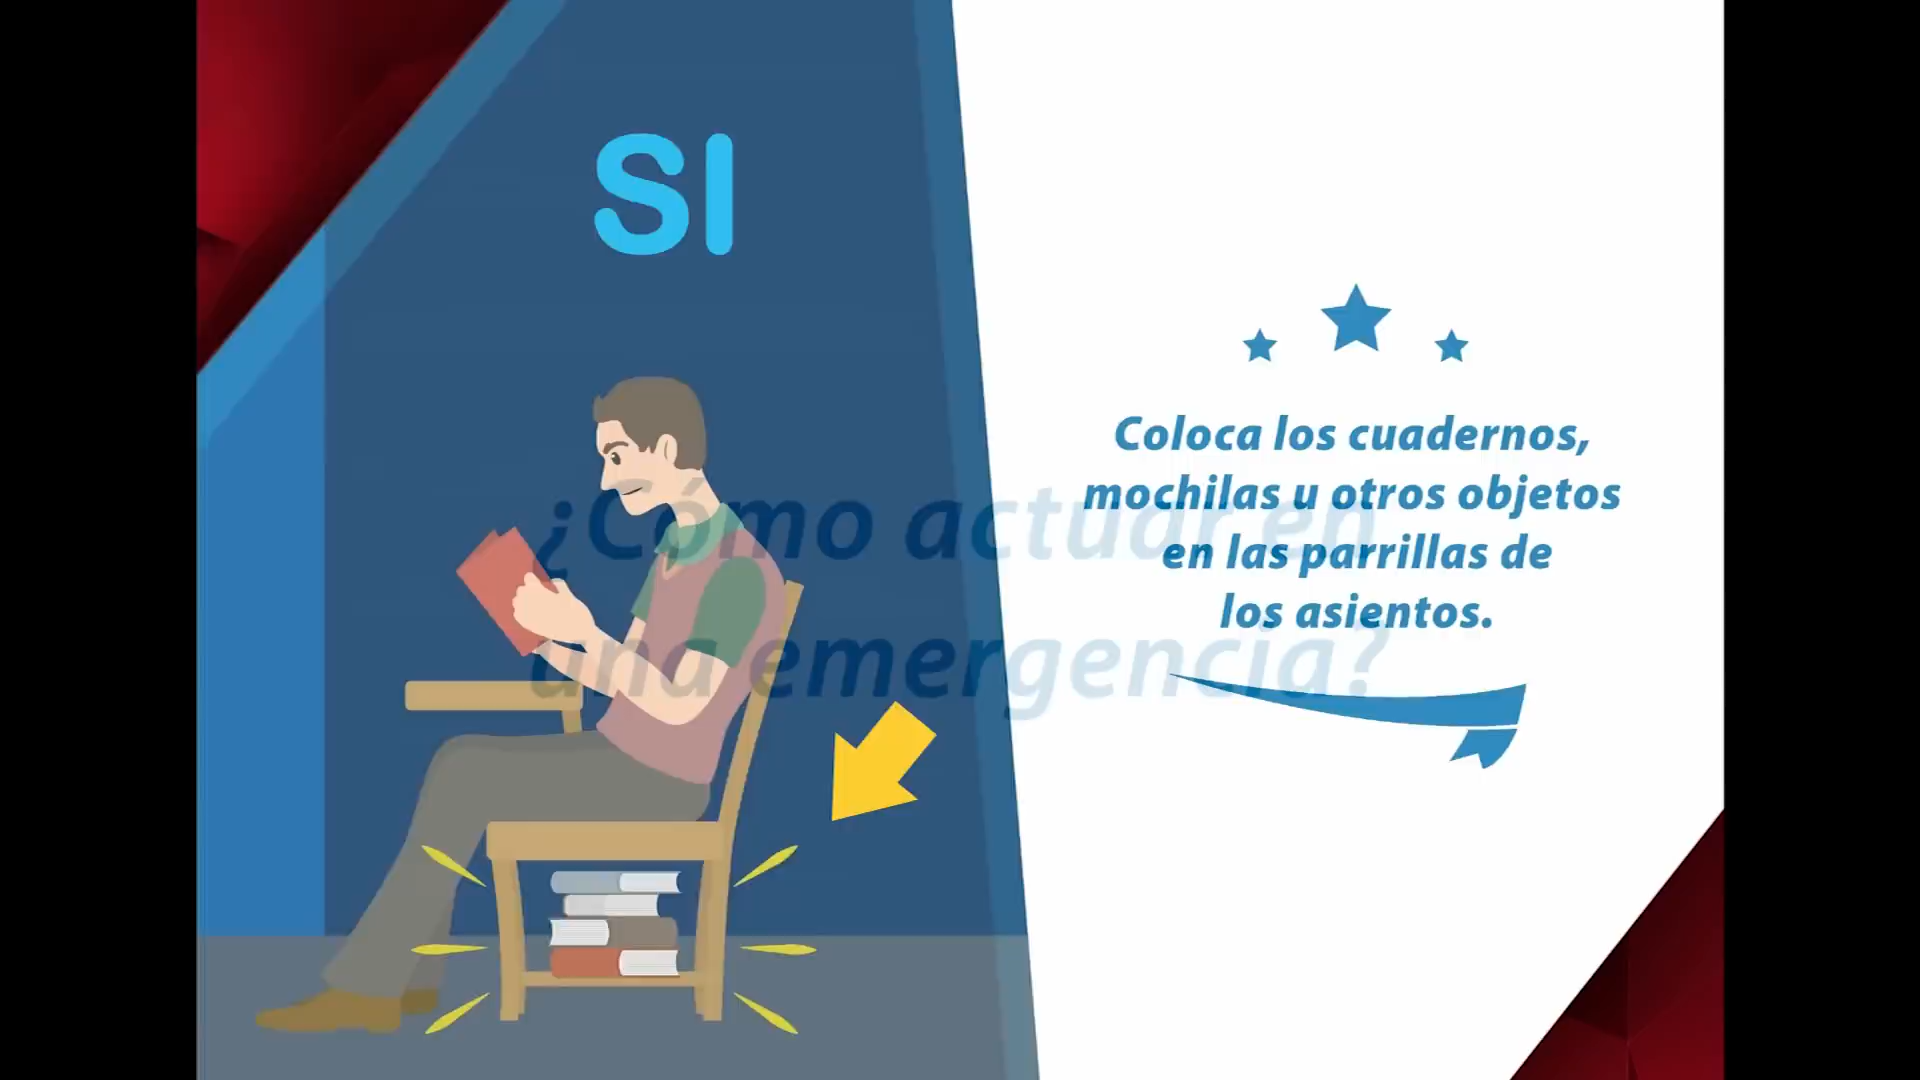 SI
Coloca los cuadernos,
mochilas u otros objetos
en las parrillas de
los asientos.
¿Cómo actuar en
una emergencia?